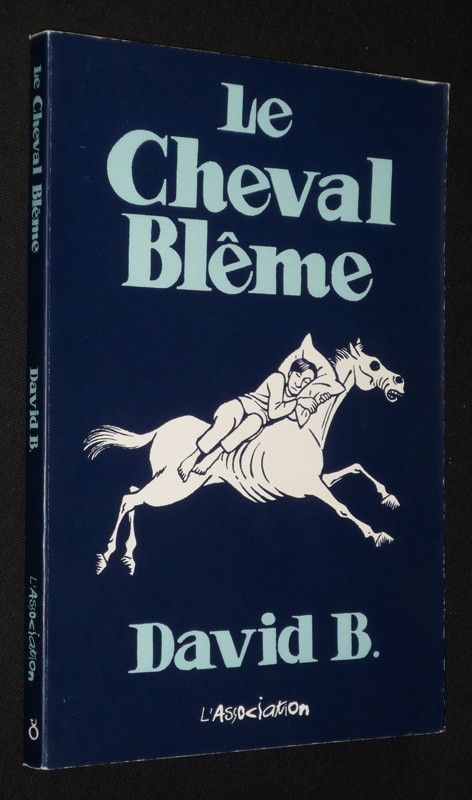 Le
Cheval
Blême
David B.
L'Association
Le Cheval Blême
David B.
L'Association